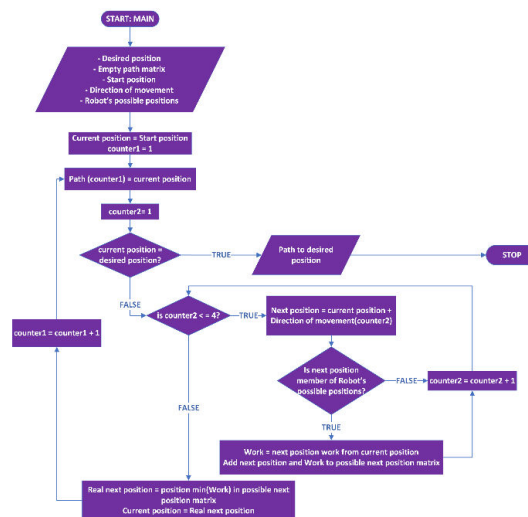 START: MAIN
- Desired position
- Empty path matrix
- Start position
- Direction of movement
- Robot's possible positions
Current position = Start position
counter1 = 1
Path (counter1) = current position
counter2= 1
current position =
desired position?
TRUE
Path to desired
position
STOP
FALSE
is counter2 < = 4?
TRUE
Next position = current position +
Direction of movement(counter2)
counter1 = counter1 + 1
Is next position
member of Robot's
possible positions?
FALSE
counter2 = counter2 + 1
FALSE
TRUE
Work = next position work from current position
Add next position and Work to possible next position matrix
Real next position = position min(Work) in possible next
position matrix
Current position = Real next position